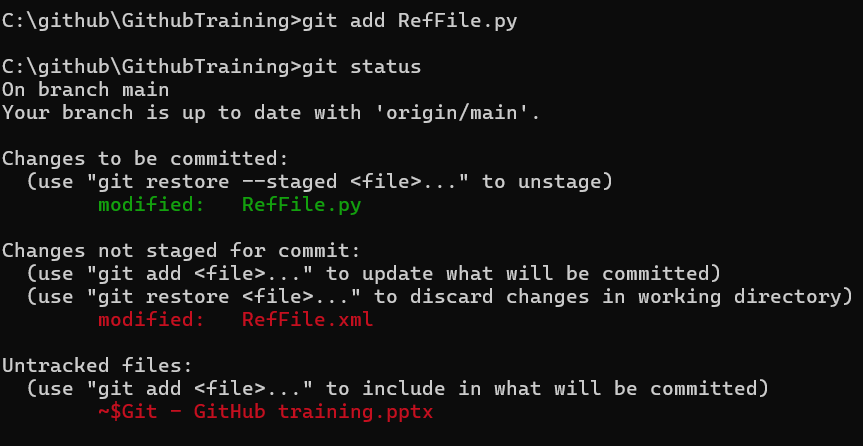 C:\github\GithubTraining>git add RefFile.py
C:\github\GithubTraining>git status
On branch main
Your branch is up to date with 'origin/main'.
Changes to be committed:
(use "git restore --staged <file>..." to unstage)
modified:   RefFile.py
Changes not staged for commit:
(use "git add <file>..." to update what will be committed)
(use "git restore <file>..." to discard changes in working directory)
modified:   RefFile.xml
Untracked files:
(use "git add <file>..." to include in what will be committed)
~$Git - GitHub training.pptx